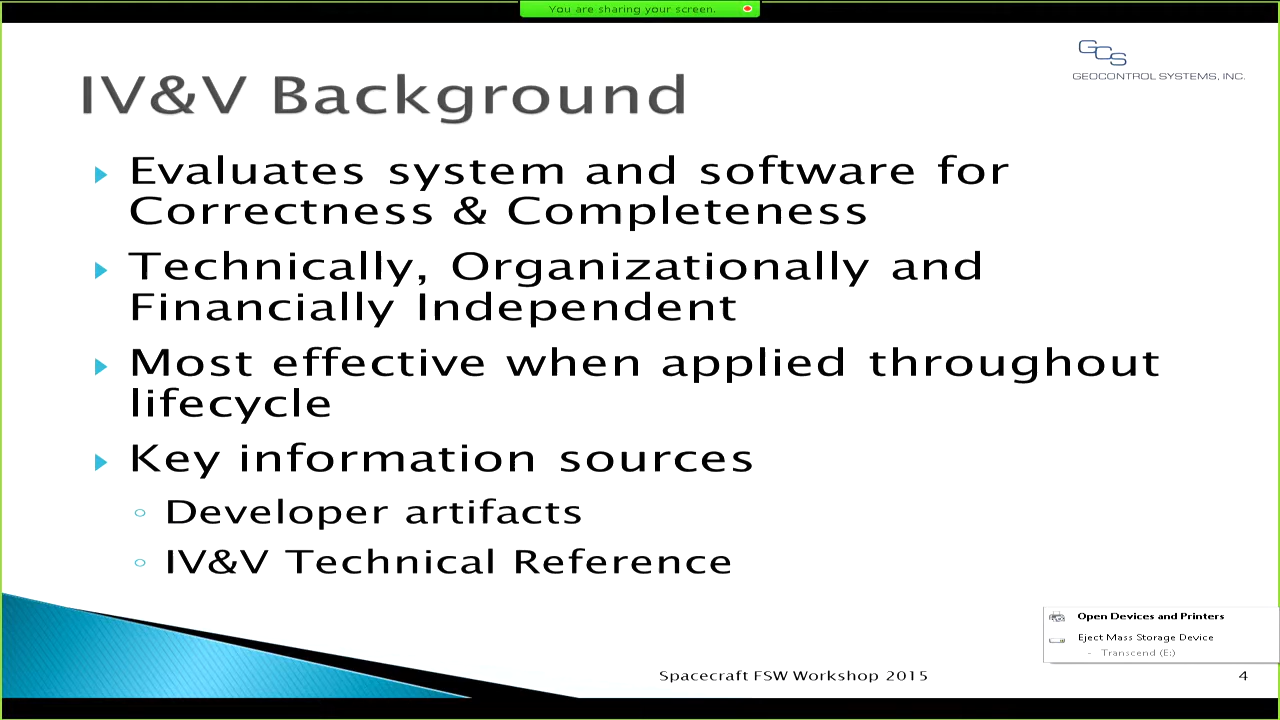 You are sharing your screen.
GCS
GEOCONTROL SYSTEMS, INC.
IV&V Background
Evaluates system and software for
Correctness & Completeness
Technically, Organizationally and
Financially Independent
Most effective when applied throughout
lifecycle
Key information sources
Developer artifacts
IV&V Technical Reference
Open Devices and Printers
Eject Mass Storage Device
- Transcend (E:)
Spacecraft FSW Workshop 2015
4